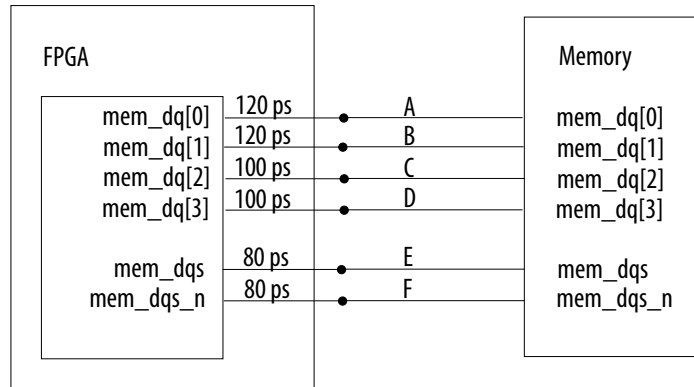 FPGA
Memory
mem_dq[0] 120 ps A mem_dq[0]
mem_dq[1] 120 ps B mem_dq[1]
mem_dq[2] 100 ps C mem_dq[2]
mem_dq[3] 100 ps D mem_dq[3]
mem_dqs 80 ps E mem_dqs
mem_dqs_n 80 ps F mem_dqs_n